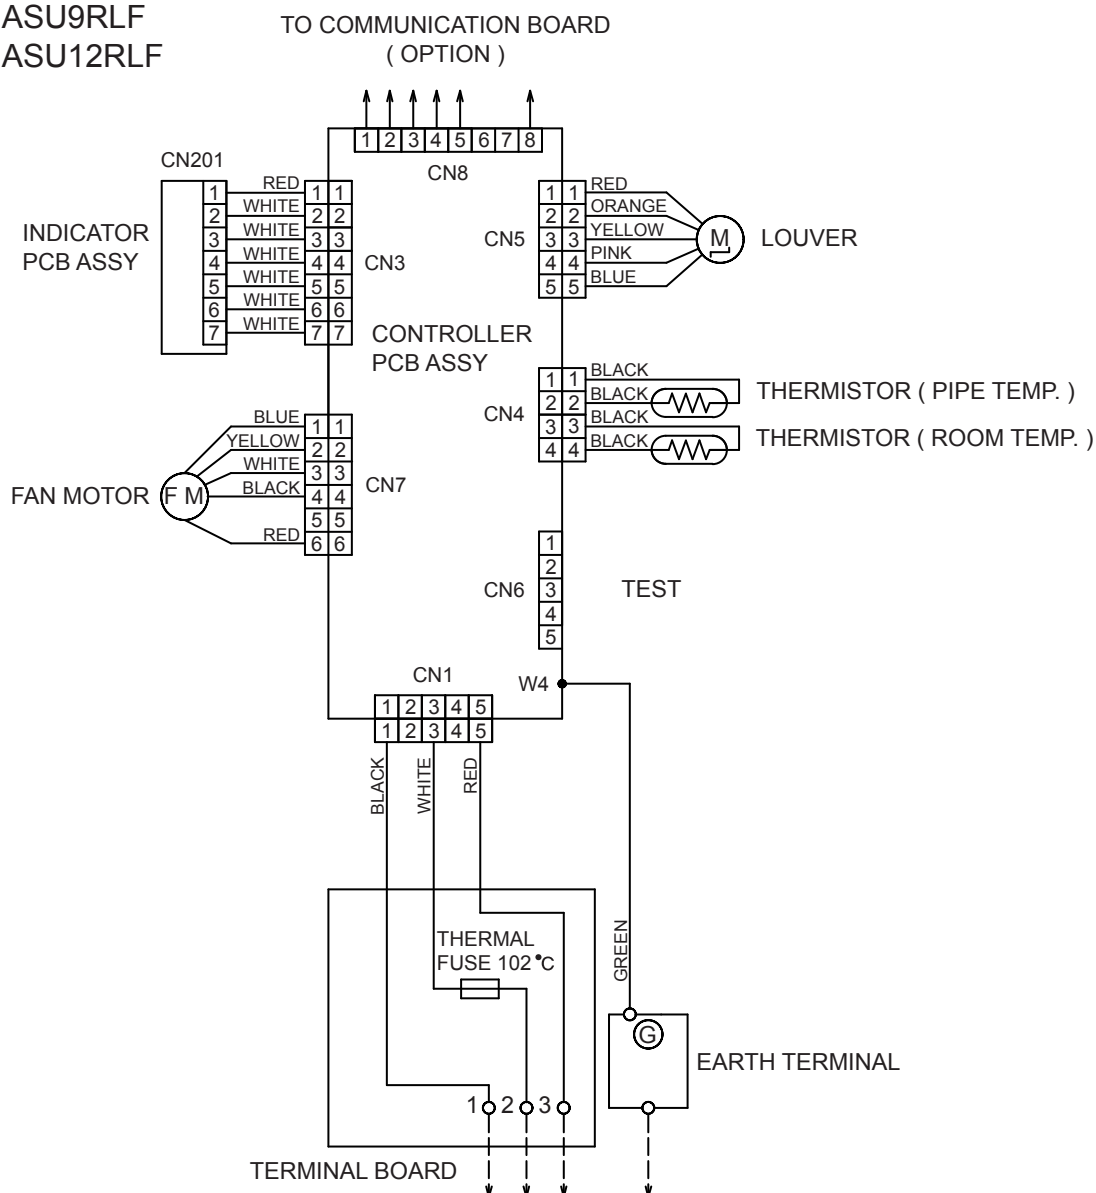 ASU9RLF
ASU12RLF
TO COMMUNICATION BOARD
( OPTION )
1 2 3 4 5 6 7 8
CN8
CN201
INDICATOR
PCB ASSY
1 RED 1 1
2 WHITE 2 2
3 WHITE 3 3
4 WHITE 4 4
5 WHITE 5 5
6 WHITE 6 6
7 WHITE 7 7
CN3
CONTROLLER
PCB ASSY
CN5
1 1 RED
2 2 ORANGE
3 3 YELLOW
4 4 PINK
5 5 BLUE
M
LOUVER
CN4
1 1 BLACK
2 2 BLACK
3 3 BLACK
4 4 BLACK
THERMISTOR ( PIPE TEMP. )
THERMISTOR ( ROOM TEMP. )
FAN MOTOR
F M
BLUE 1 1
YELLOW 2 2
WHITE 3 3
BLACK 4 4
5 5
RED 6 6
CN7
CN6
1
2
3
4
5
TEST
W4
CN1
1 2 3 4 5
1 2 3 4 5
BLACK
WHITE
RED
GREEN
THERMAL
FUSE 102°C
1 2 3
TERMINAL BOARD
G
EARTH TERMINAL